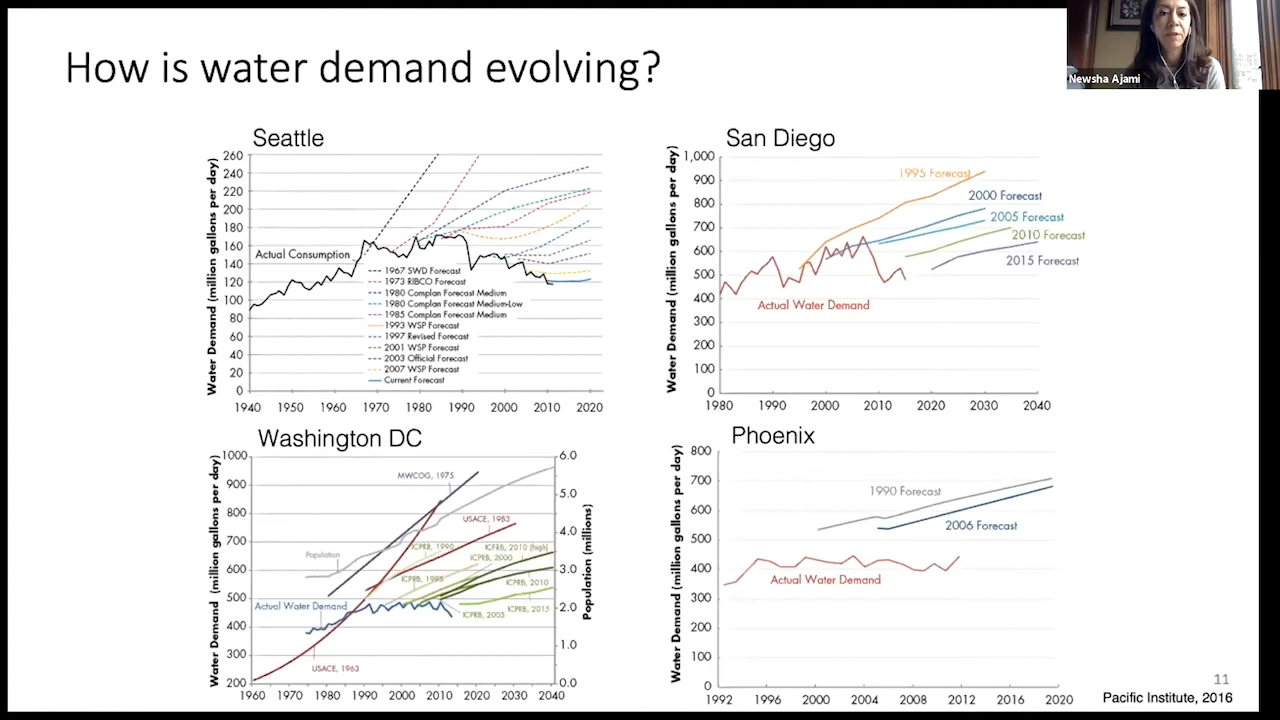 How is water demand evolving?
Newsha Ajami
Seattle
Water Demand (million gallons per day)
260
240
220
200
180
160
140
120
100
80
60
40
20
0
Actual Consumption
1967 SWD Forecast
1973 RIBCO Forecast
1980 Complan Forecast Medium
1980 Complan Forecast Medium-Low
1985 Complan Forecast Medium
1993 WSP Forecast
1997 Revised Forecast
2001 WSP Forecast
2003 Official Forecast
2007 WSP Forecast
Current Forecast
1940 1950 1960 1970 1980 1990 2000 2010 2020
San Diego
Water Demand (million gallons per day)
1,000
900
800
700
600
500
400
300
200
100
0
1995 Forecast
2000 Forecast
2005 Forecast
2010 Forecast
2015 Forecast
Actual Water Demand
1980 1990 2000 2010 2020 2030 2040
Washington DC
Water Demand (million gallons per day)
1000
900
800
700
600
500
400
300
200
6.0
5.0
4.0
3.0
2.0
1.0
0.0
Population (millions)
MWCOG, 1975
USACE, 1983
Population
ICPRB, 1990
ICPRB, 2010 (high)
ICPRB, 2000
ICPRB, 1995
ICPRB, 2010
Actual Water Demand
ICPRB, 2015
ICPRB, 2005
USACE, 1963
1960 1970 1980 1990 2000 2010 2020 2030 2040
Phoenix
Water Demand (million gallons per day)
800
700
600
500
400
300
200
100
0
1990 Forecast
2006 Forecast
Actual Water Demand
1992 1996 2000 2004 2008 2012 2016 2020
11
Pacific Institute, 2016